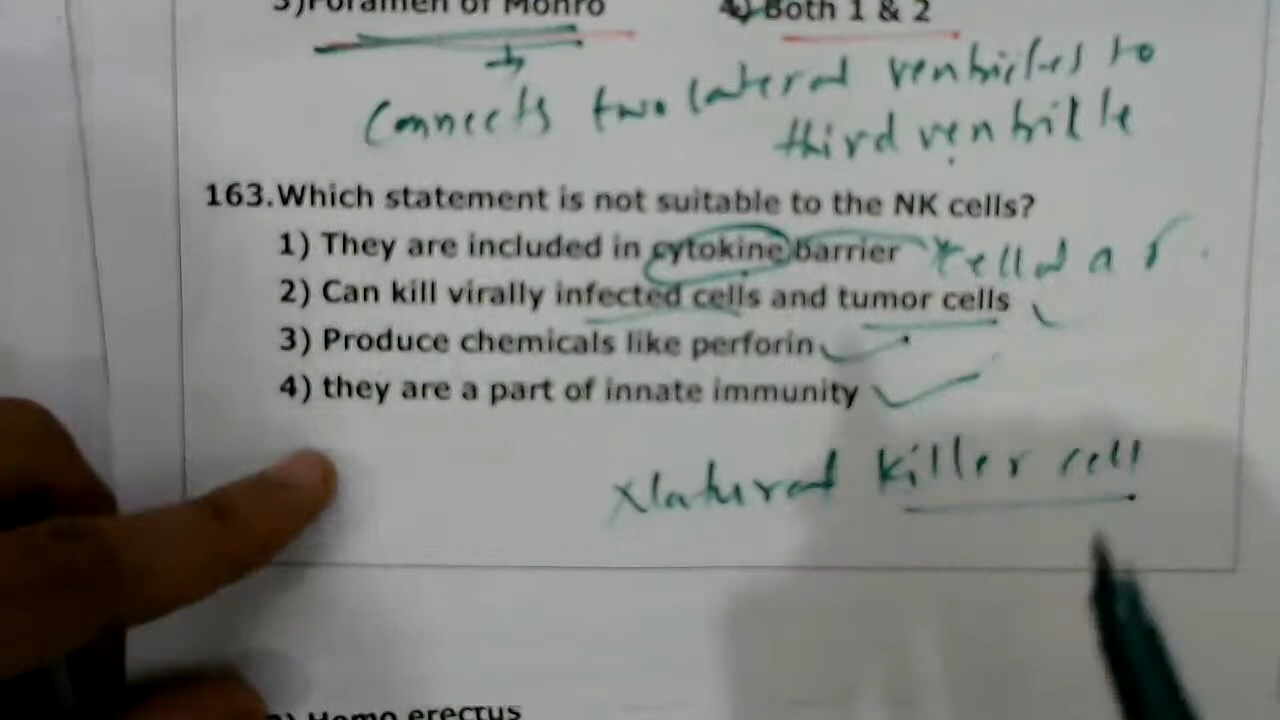 3)Foramen of Monro 4) Both 1 & 2
Connects two lateral ventricles to
third ventrille
163.Which statement is not suitable to the NK cells?
1) They are included in cytokine barrier
2) Can kill virally infected cells and tumor cells
3) Produce chemicals like perforin
4) they are a part of innate immunity
Natural killer cell
Homo erectus